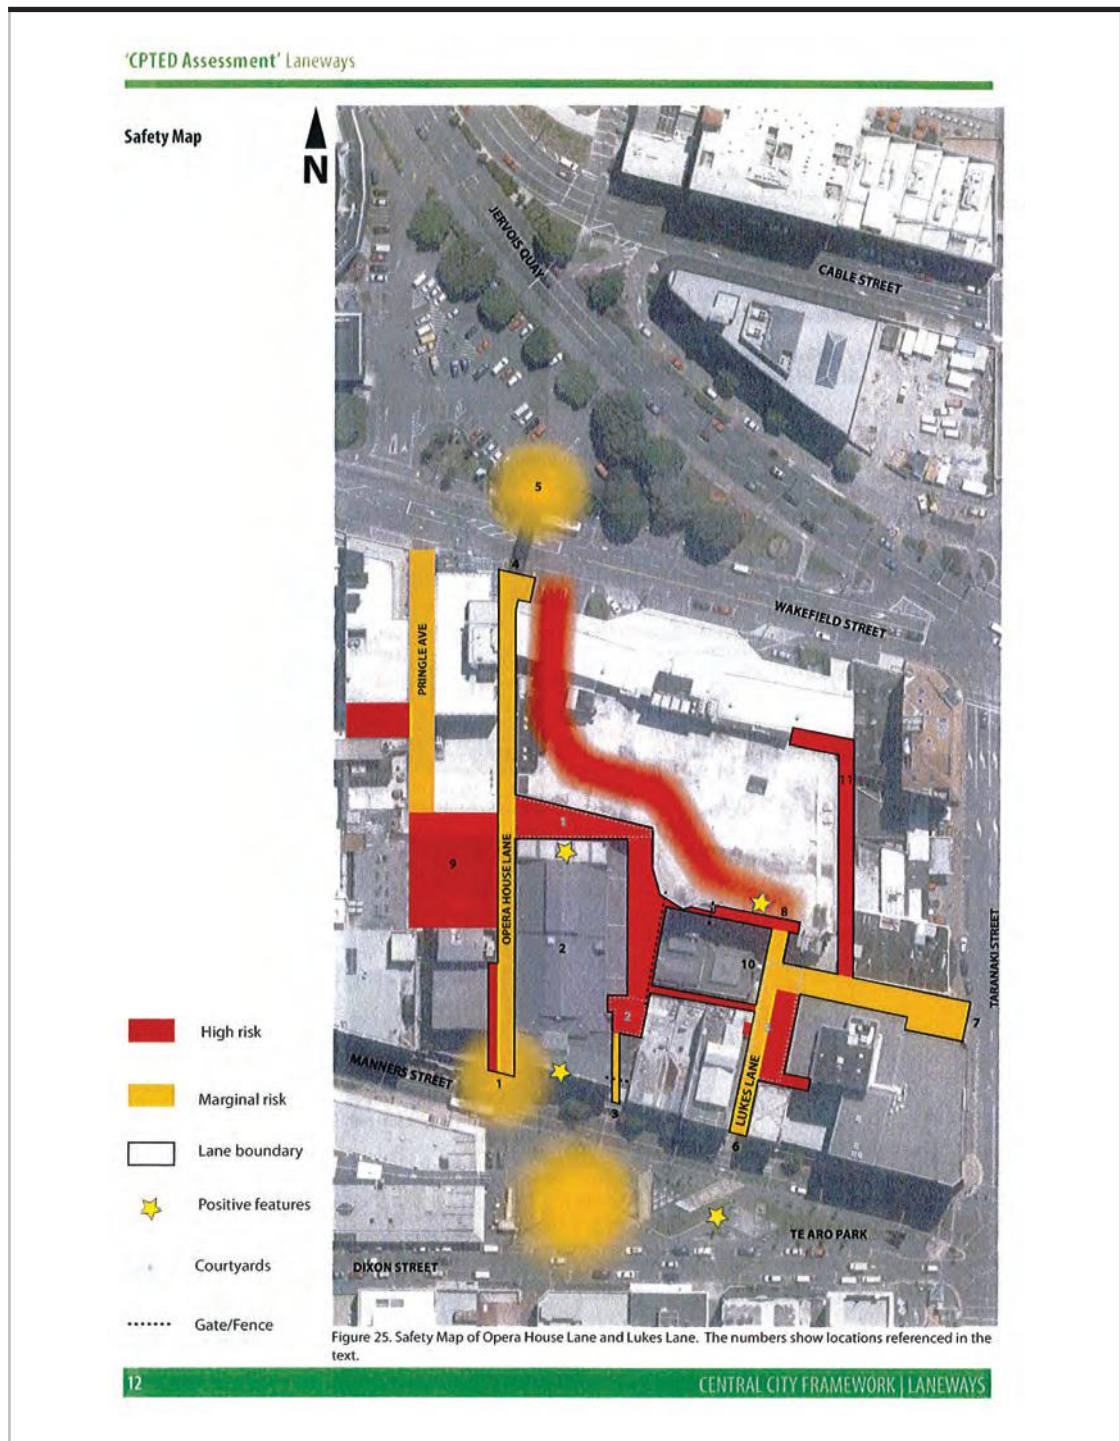 'CPTED Assessment' Laneways
Safety Map
N
JERVOIS QUAY
CABLE STREET
5
4
WAKEFIELD STREET
PRINGLE AVE
11
1
OPERA HOUSE LANE
9
8
2
10
TARANAKI STREET
2
7
High risk
MANNERS STREET
1
LUKES LANE
Marginal risk
3
6
Lane boundary
Positive features
TE ARO PARK
Courtyards
DIXON STREET
Gate/Fence
Figure 25. Safety Map of Opera House Lane and Lukes Lane. The numbers show locations referenced in the
text.
12
CENTRAL CITY FRAMEWORK | LANEWAYS